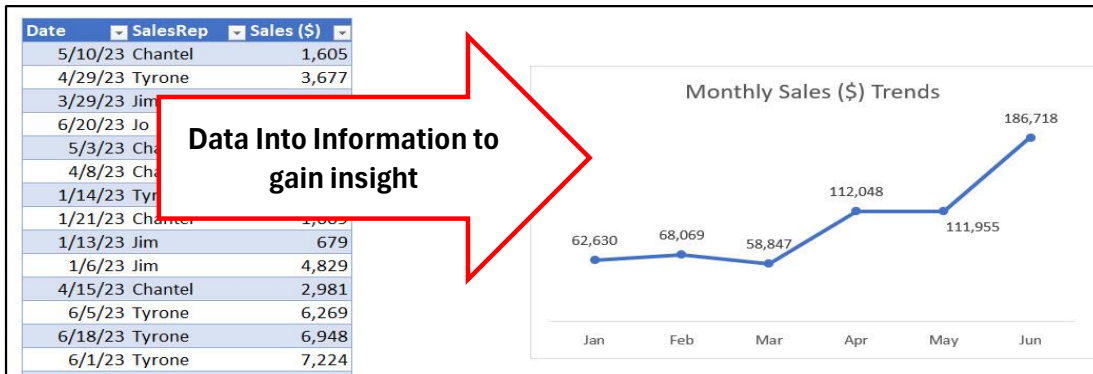 Date SalesRep Sales ($)
5/10/23 Chantel 1,605
4/29/23 Tyrone 3,677
3/29/23 Jim
6/20/23 Jo
5/3/23
4/8/23
1/14/23
1/21/23 Chantel
1/13/23 Jim 679
1/6/23 Jim 4,829
4/15/23 Chantel 2,981
6/5/23 Tyrone 6,269
6/18/23 Tyrone 6,948
6/1/23 Tyrone 7,224
Data Into Information to
gain insight
Monthly Sales ($) Trends
186,718
112,048
111,955
62,630 68,069 58,847
Jan Feb Mar Apr May Jun